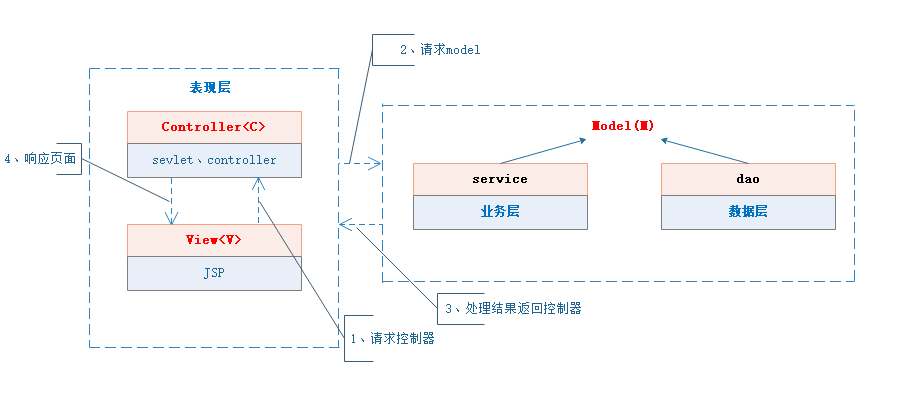 2、请求model
表现层
Controller<C>
sevlet、controller
4、响应页面
View<V>
JSP
Model(M)
service
业务层
dao
数据层
3、处理结果返回控制器
1、请求控制器